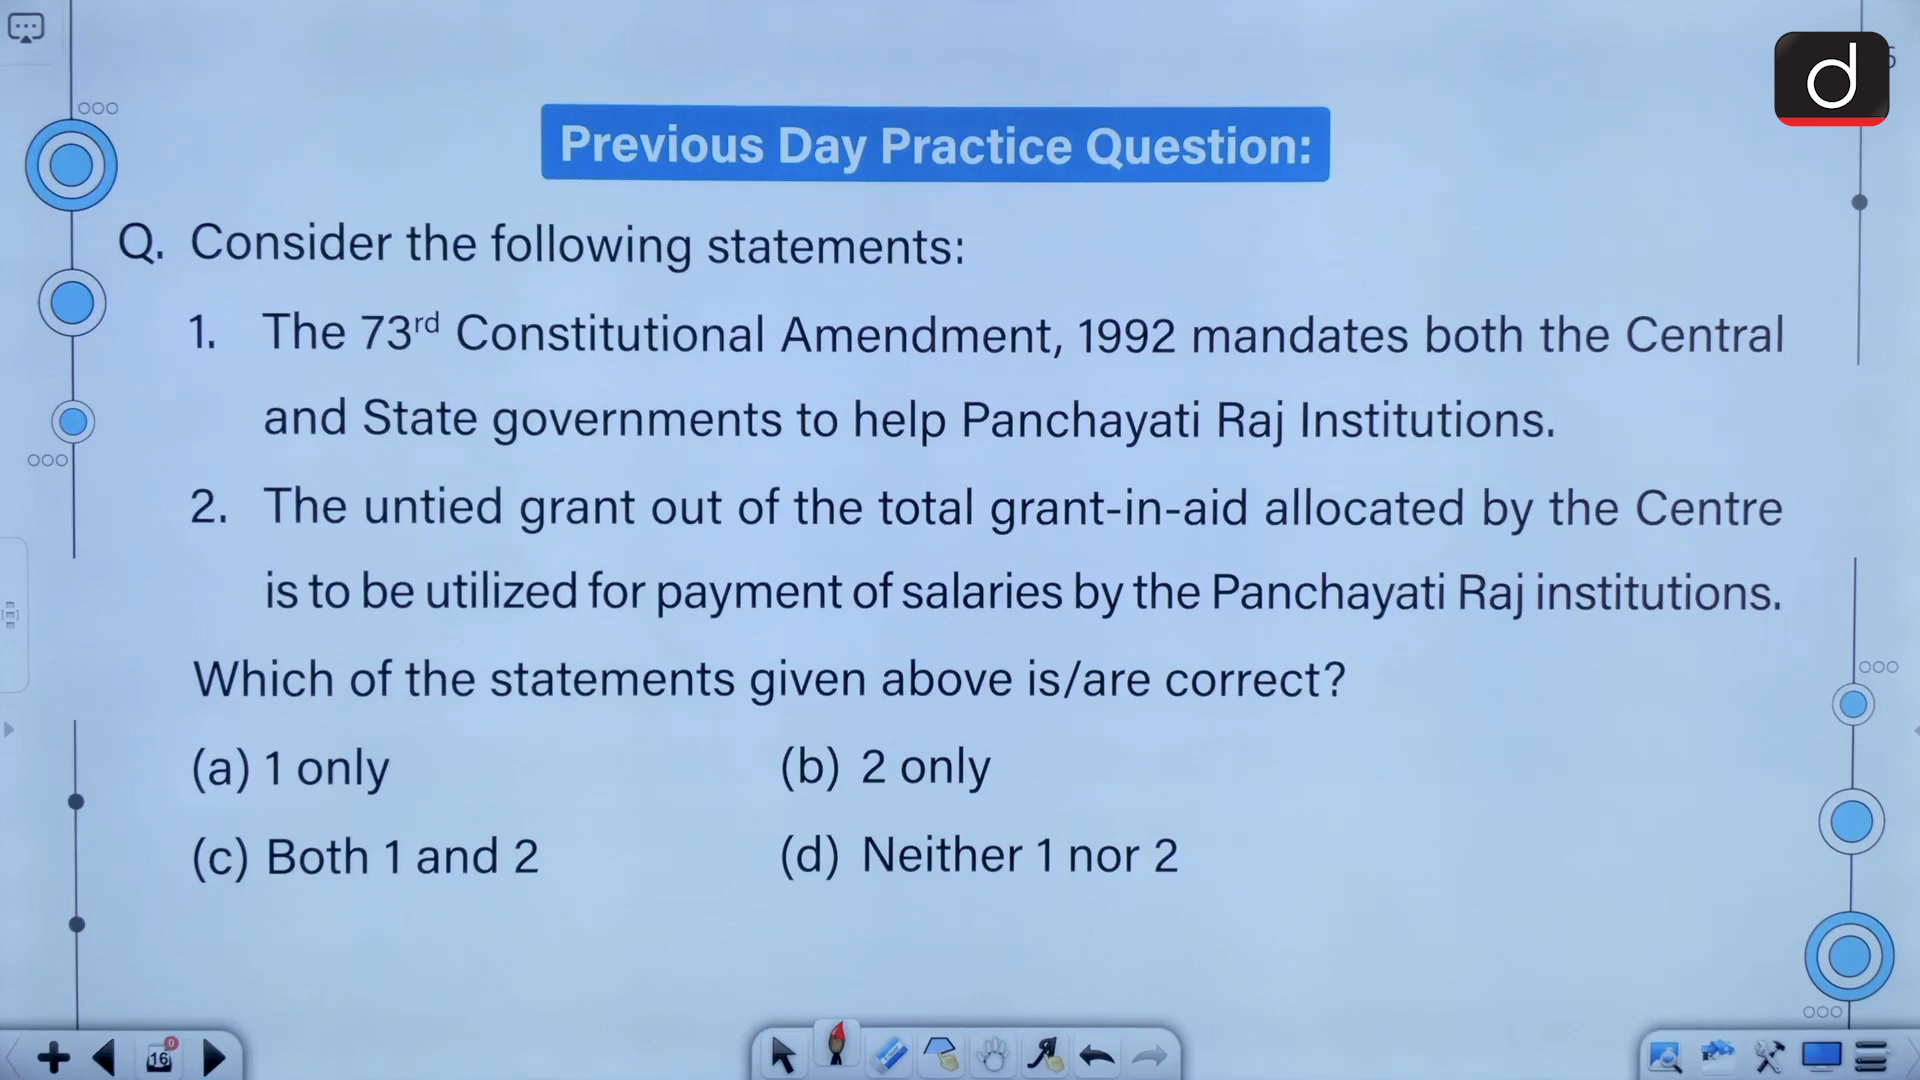 d
Previous Day Practice Question:
Q. Consider the following statements:
1. The 73rd Constitutional Amendment, 1992 mandates both the Central
and State governments to help Panchayati Raj Institutions.
2. The untied grant out of the total grant-in-aid allocated by the Centre
is to be utilized for payment of salaries by the Panchayati Raj institutions.
Which of the statements given above is/are correct?
(a) 1 only
(b) 2 only
(c) Both 1 and 2
(d) Neither 1 nor 2
16
0